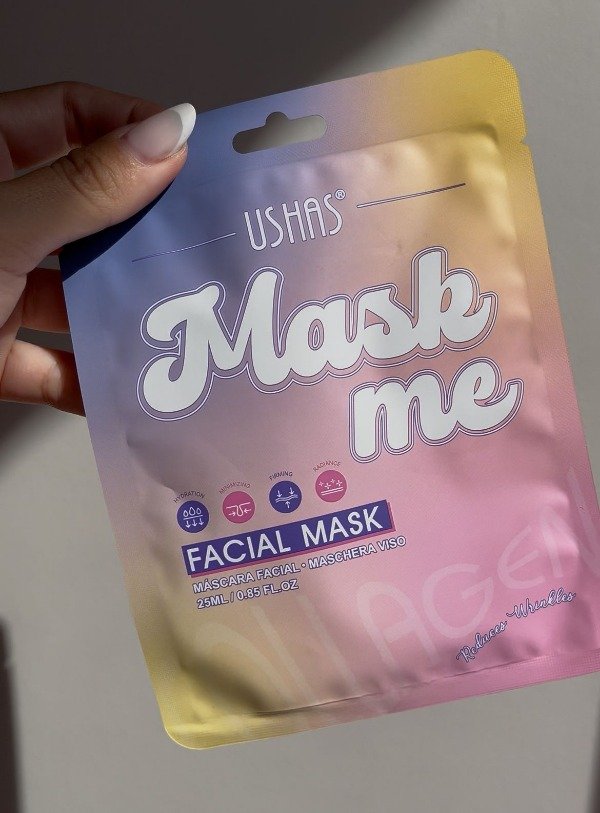 USHAS®
Mask
me
HYDRATION MINIMIZING FIRMING RADIANCE
FACIAL MASK
MÁSCARA FACIAL • MASCHERA VISO
25ML / 0.85 FL.OZ
Reduces Wrinkles